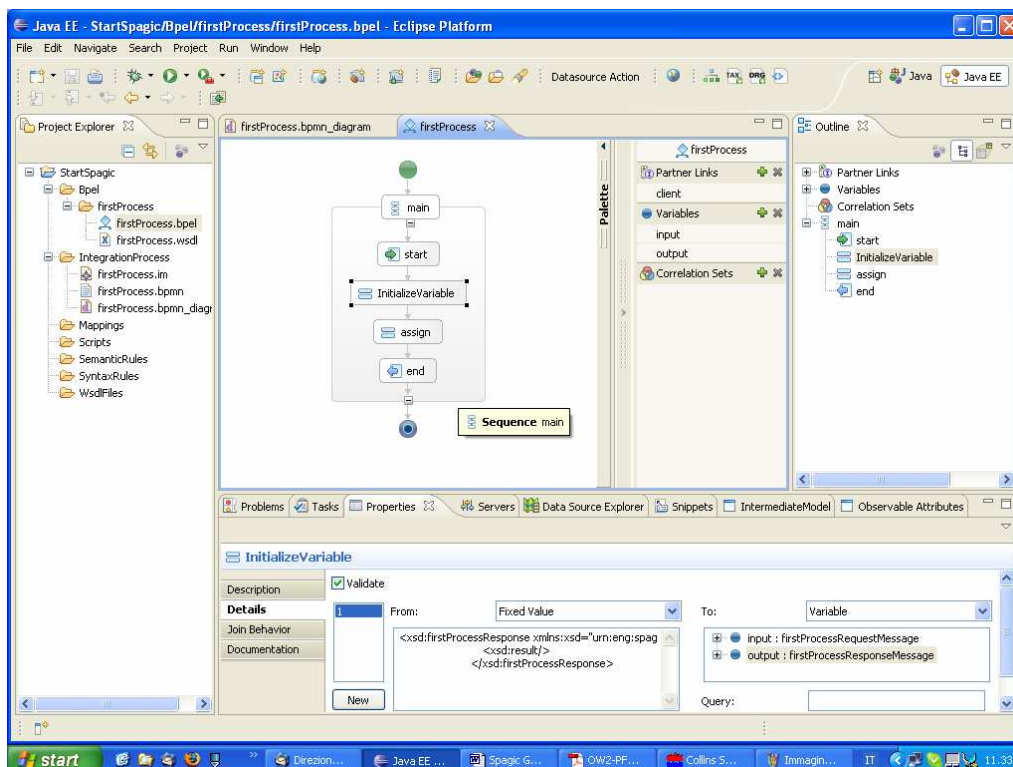 Java EE - StartSpagic/Bpel/firstProcess/firstProcess.bpel - Eclipse Platform
File Edit Navigate Search Project Run Window Help
Datasource Action
TAX
ORG
Java
Java EE
Project Explorer
StartSpagic
Bpel
firstProcess
firstProcess.bpel
firstProcess.wsdl
IntegrationProcess
firstProcess.im
firstProcess.bpmn
firstProcess.bpmn_diagr
Mappings
Scripts
SemanticRules
SyntaxRules
WsdlFiles
firstProcess.bpmn_diagram
firstProcess
main
start
InitializeVariable
assign
end
Sequence main
Palette
firstProcess
Partner Links
client
Variables
input
output
Correlation Sets
Outline
Partner Links
Variables
Correlation Sets
main
start
InitializeVariable
assign
end
Problems
Tasks
Properties
Servers
Data Source Explorer
Snippets
IntermediateModel
Observable Attributes
InitializeVariable
Description
Details
Join Behavior
Documentation
Validate
1
New
From:
Fixed Value
<xsd:firstProcessResponse xmlns:xsd="urn:eng:spag
<xsd:result/>
</xsd:firstProcessResponse>
To:
Variable
input : firstProcessRequestMessage
output : firstProcessResponseMessage
Query:
start
Direzion...
Java EE ...
Spagic G...
OW2-PF...
Collins S...
Immagin...
IT
11.33